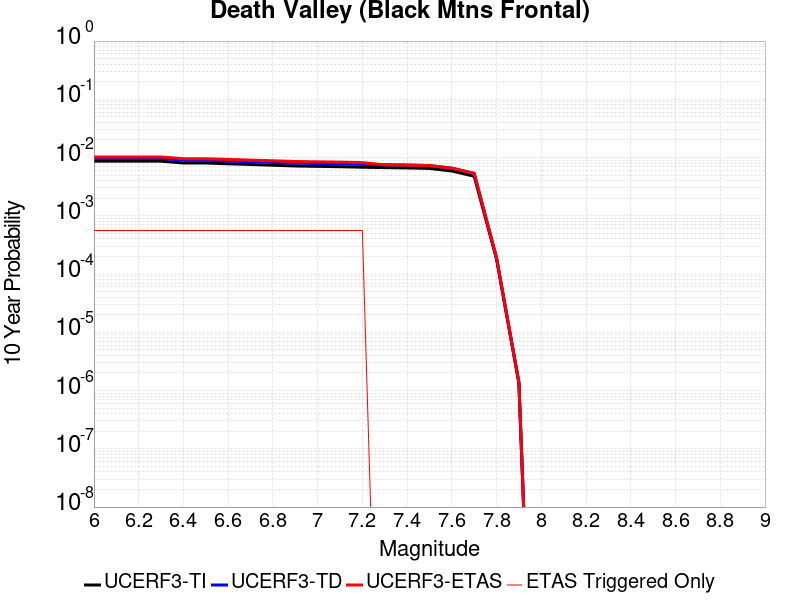 Death Valley (Black Mtns Frontal)
10^0
10^-1
10^-2
10^-3
10^-4
10^-5
10^-6
10^-7
10^-8
10 Year Probability
6 6.2 6.4 6.6 6.8 7 7.2 7.4 7.6 7.8 8 8.2 8.4 8.6 8.8 9
Magnitude
UCERF3-TI UCERF3-TD UCERF3-ETAS ETAS Triggered Only